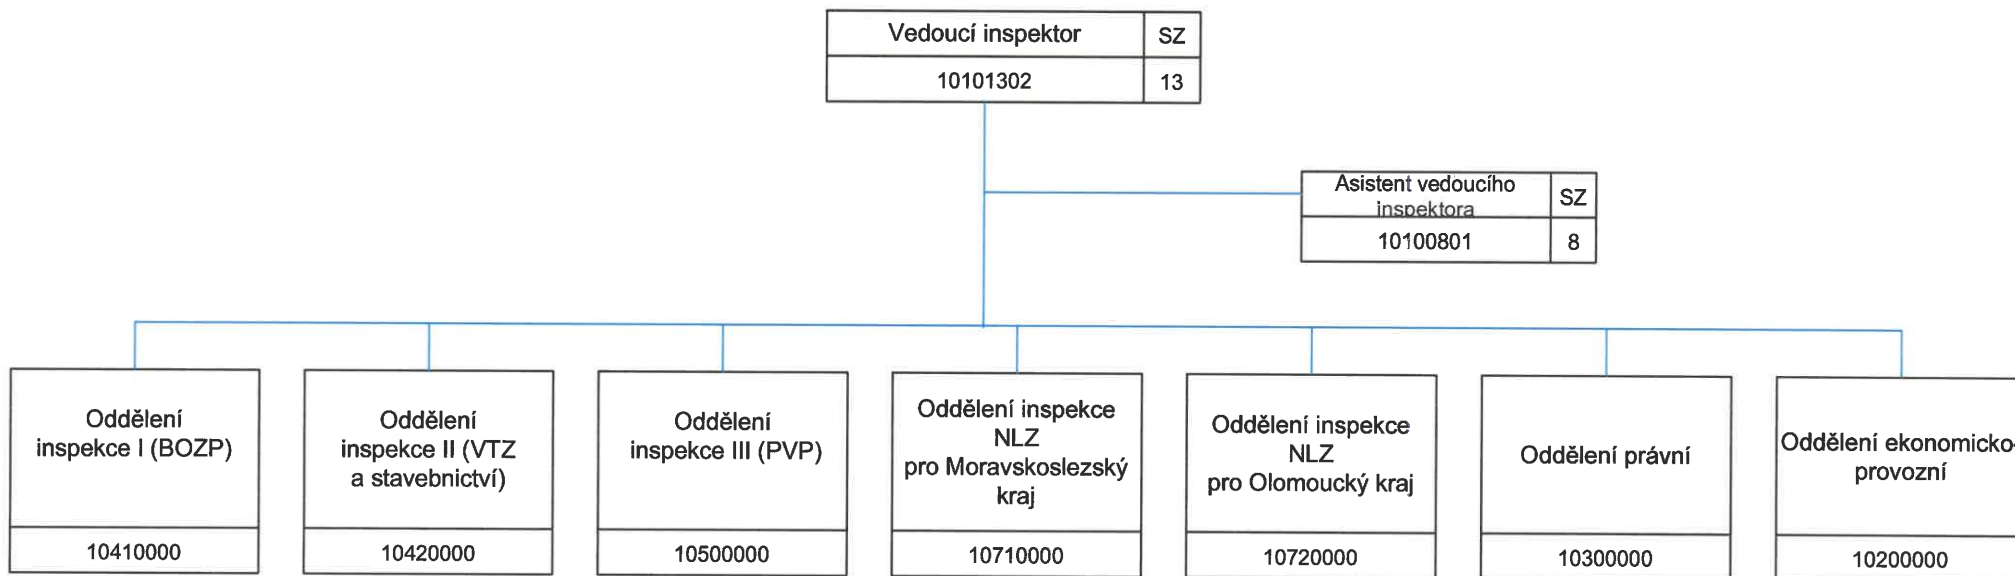 Vedoucí inspektor
SZ
10101302
13
Asistent vedoucího
inspektora
SZ
10100801
8
Oddělení
inspekce I (BOZP)
10410000
Oddělení
inspekce II (VTZ
a stavebnictví)
10420000
Oddělení
inspekce III (PVP)
10500000
Oddělení inspekce
NLZ
pro Moravskoslezský
kraj
10710000
Oddělení inspekce
NLZ
pro Olomoucký kraj
10720000
Oddělení právní
10300000
Oddělení ekonomicko-
provozní
10200000